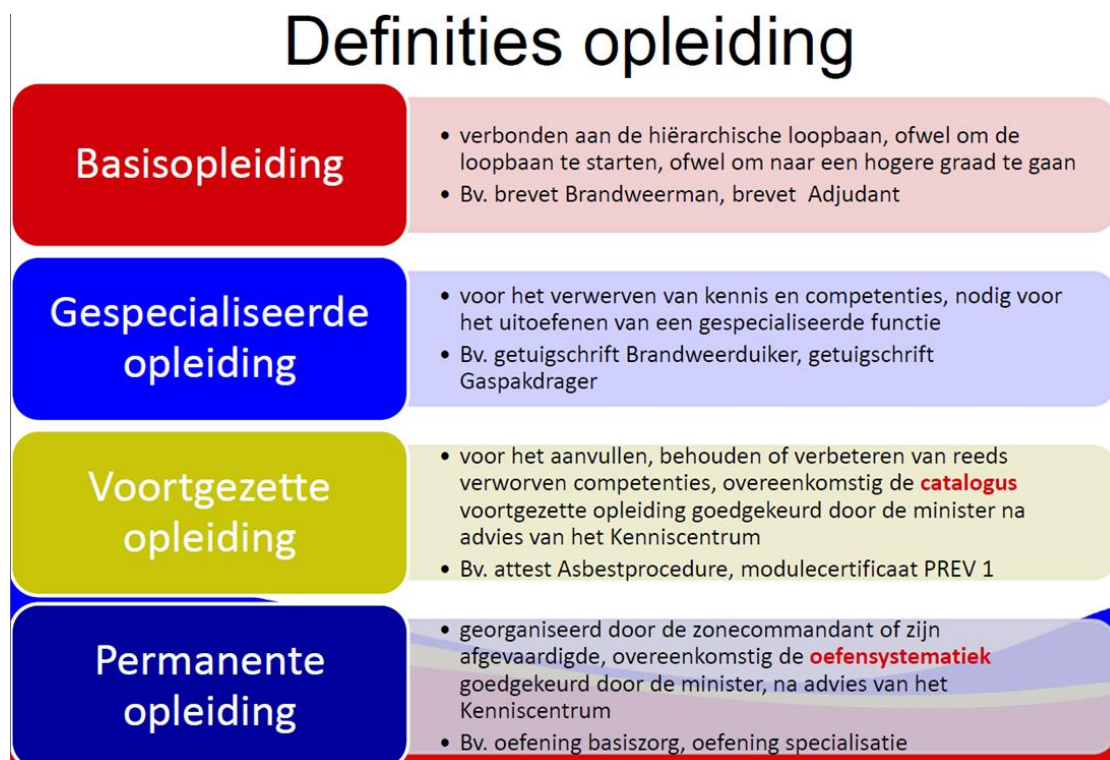 Definities opleiding
Basisopleiding
• verbonden aan de hiërarchische loopbaan, ofwel om de
loopbaan te starten, ofwel om naar een hogere graad te gaan
• Bv. brevet Brandweerman, brevet Adjudant
Gespecialiseerde
opleiding
• voor het verwerven van kennis en competenties, nodig voor
het uitoefenen van een gespecialiseerde functie
• Bv. getuigschrift Brandweerduiker, getuigschrift
Gaspakdrager
Voortgezette
opleiding
• voor het aanvullen, behouden of verbeteren van reeds
verworven competenties, overeenkomstig de catalogus
voortgezette opleiding goedgekeurd door de minister na
advies van het Kenniscentrum
• Bv. attest Asbestprocedure, modulecertificaat PREV 1
Permanente
opleiding
• georganiseerd door de zonecommandant of zijn
afgevaardigde, overeenkomstig de oefensystematiek
goedgekeurd door de minister, na advies van het
Kenniscentrum
• Bv. oefening basiszorg, oefening specialisatie